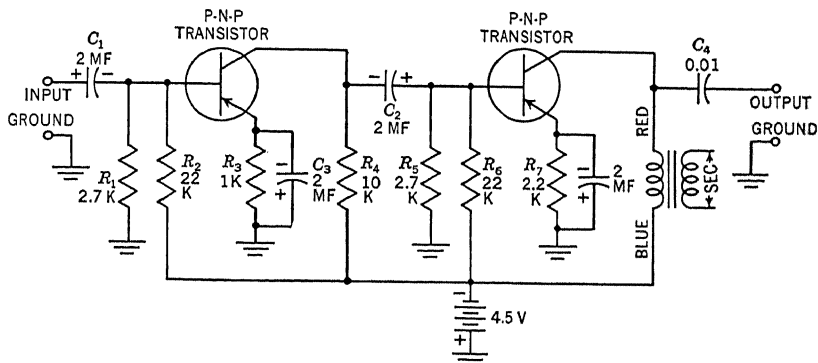 P-N-P
TRANSISTOR
P-N-P
TRANSISTOR
C1
2 MF
+ -
INPUT
GROUND
- +
C2
2 MF
C4
0.01
OUTPUT
GROUND
RED
BLUE
SEC
R1
2.7 K
R2
22
K
R3
1K
-
+
C3
2
MF
R4
10
K
R5
2.7
K
R6
22
K
R7
2.2
K
-
+
2
MF
-
+
4.5 V